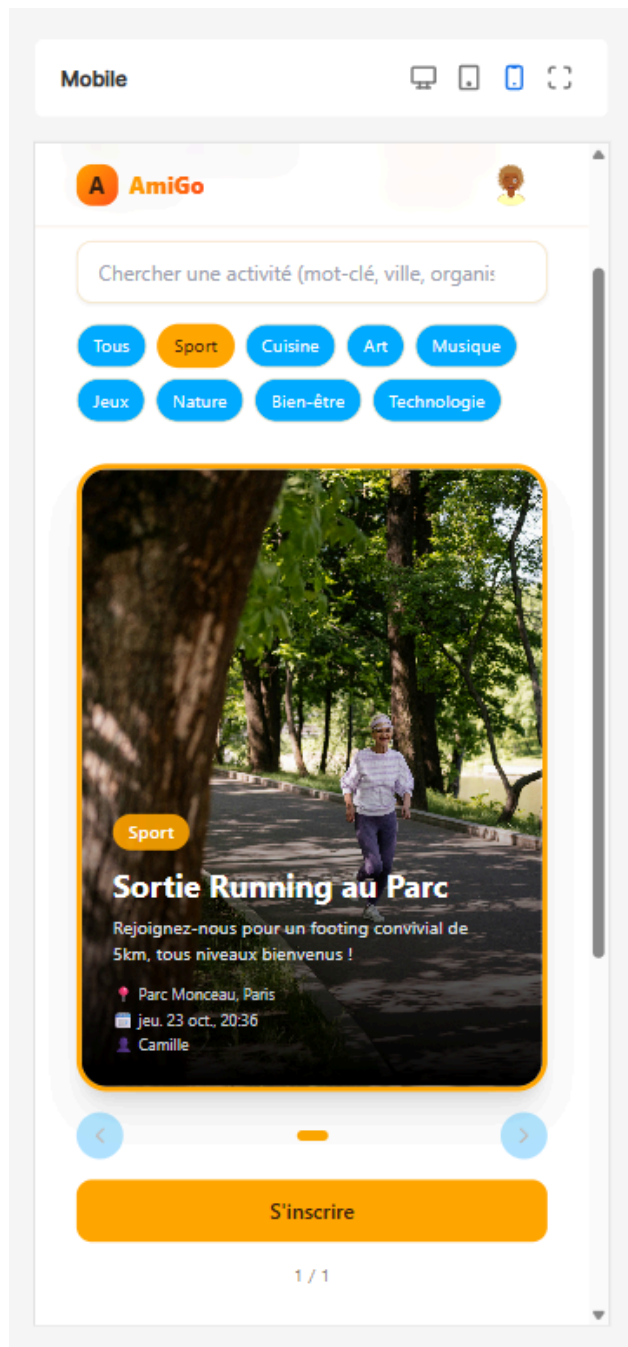 Mobile
A AmiGo
Chercher une activité (mot-clé, ville, organis
Tous Sport Cuisine Art Musique
Jeux Nature Bien-être Technologie
Sport
Sortie Running au Parc
Rejoignez-nous pour un footing convivial de
5km, tous niveaux bienvenus !
Parc Monceau, Paris
jeu. 23 oct., 20:36
Camille
S'inscrire
1 / 1